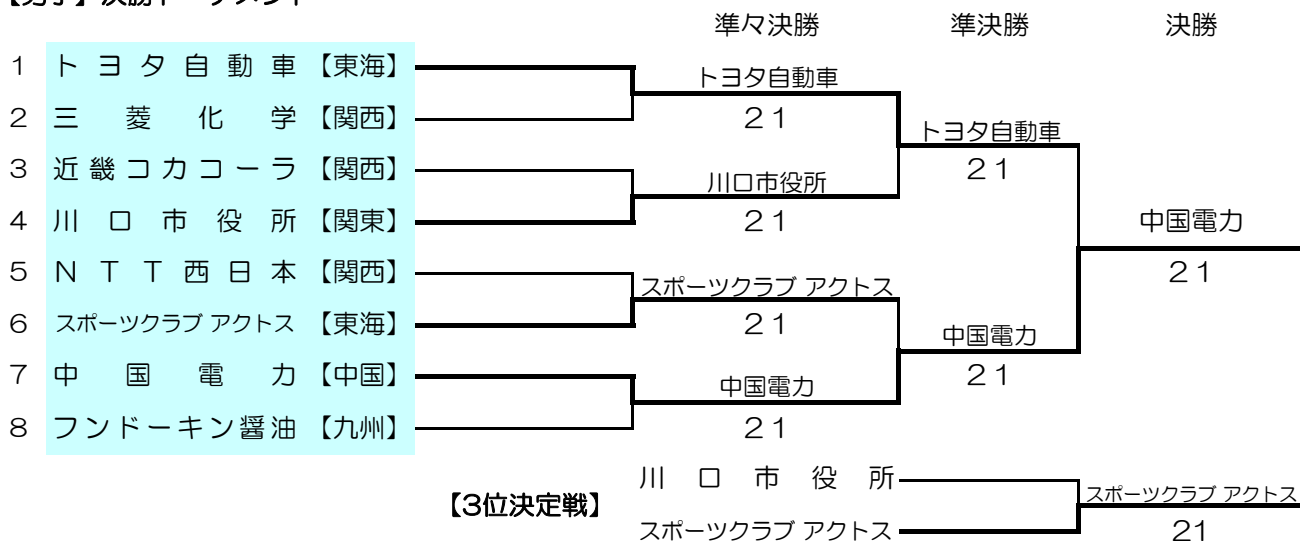 【男子】決勝トーナメント
準々決勝 準決勝 決勝
1 トヨタ自動車 【東海】
トヨタ自動車
21
2 三菱化学 【関西】
トヨタ自動車
21
3 近畿コカコーラ 【関西】
川口市役所
21
4 川口市役所 【関東】
中国電力
21
5 NTT西日本 【関西】
スポーツクラブ アクトス
21
6 スポーツクラブ アクトス 【東海】
中国電力
21
7 中国電力 【中国】
中国電力
21
8 フンドーキン醤油 【九州】
【3位決定戦】
川口市役所
スポーツクラブ アクトス
スポーツクラブ アクトス
21